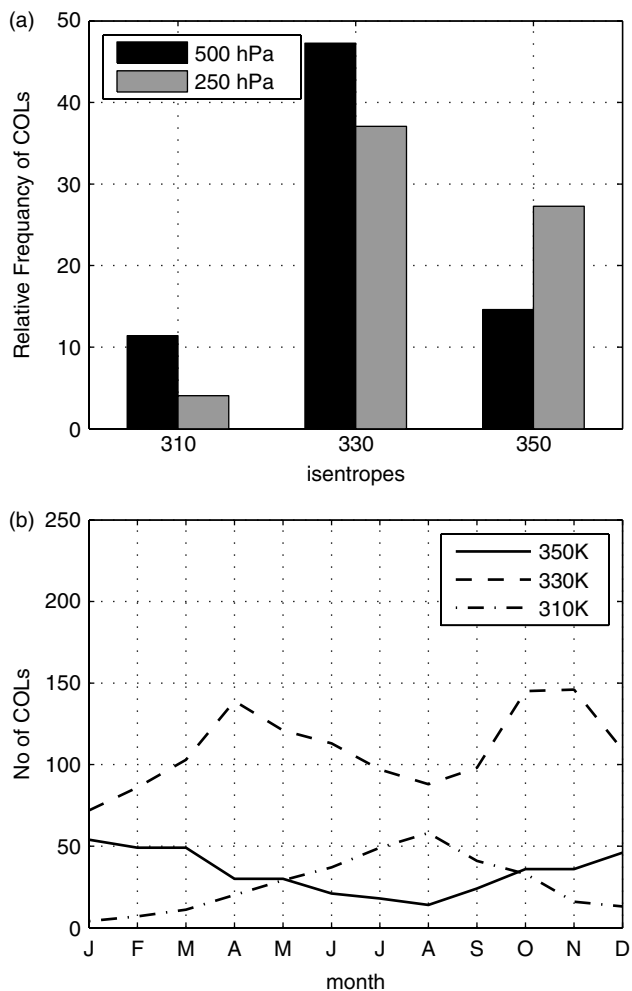 (a)
50
40
30
20
10
0
Relative Frequancy of COLs
500 hPa
250 hPa
310
330
350
isentropes
(b)
250
200
150
100
50
0
No of COLs
350K
330K
310K
J F M A M J J A S O N D
month